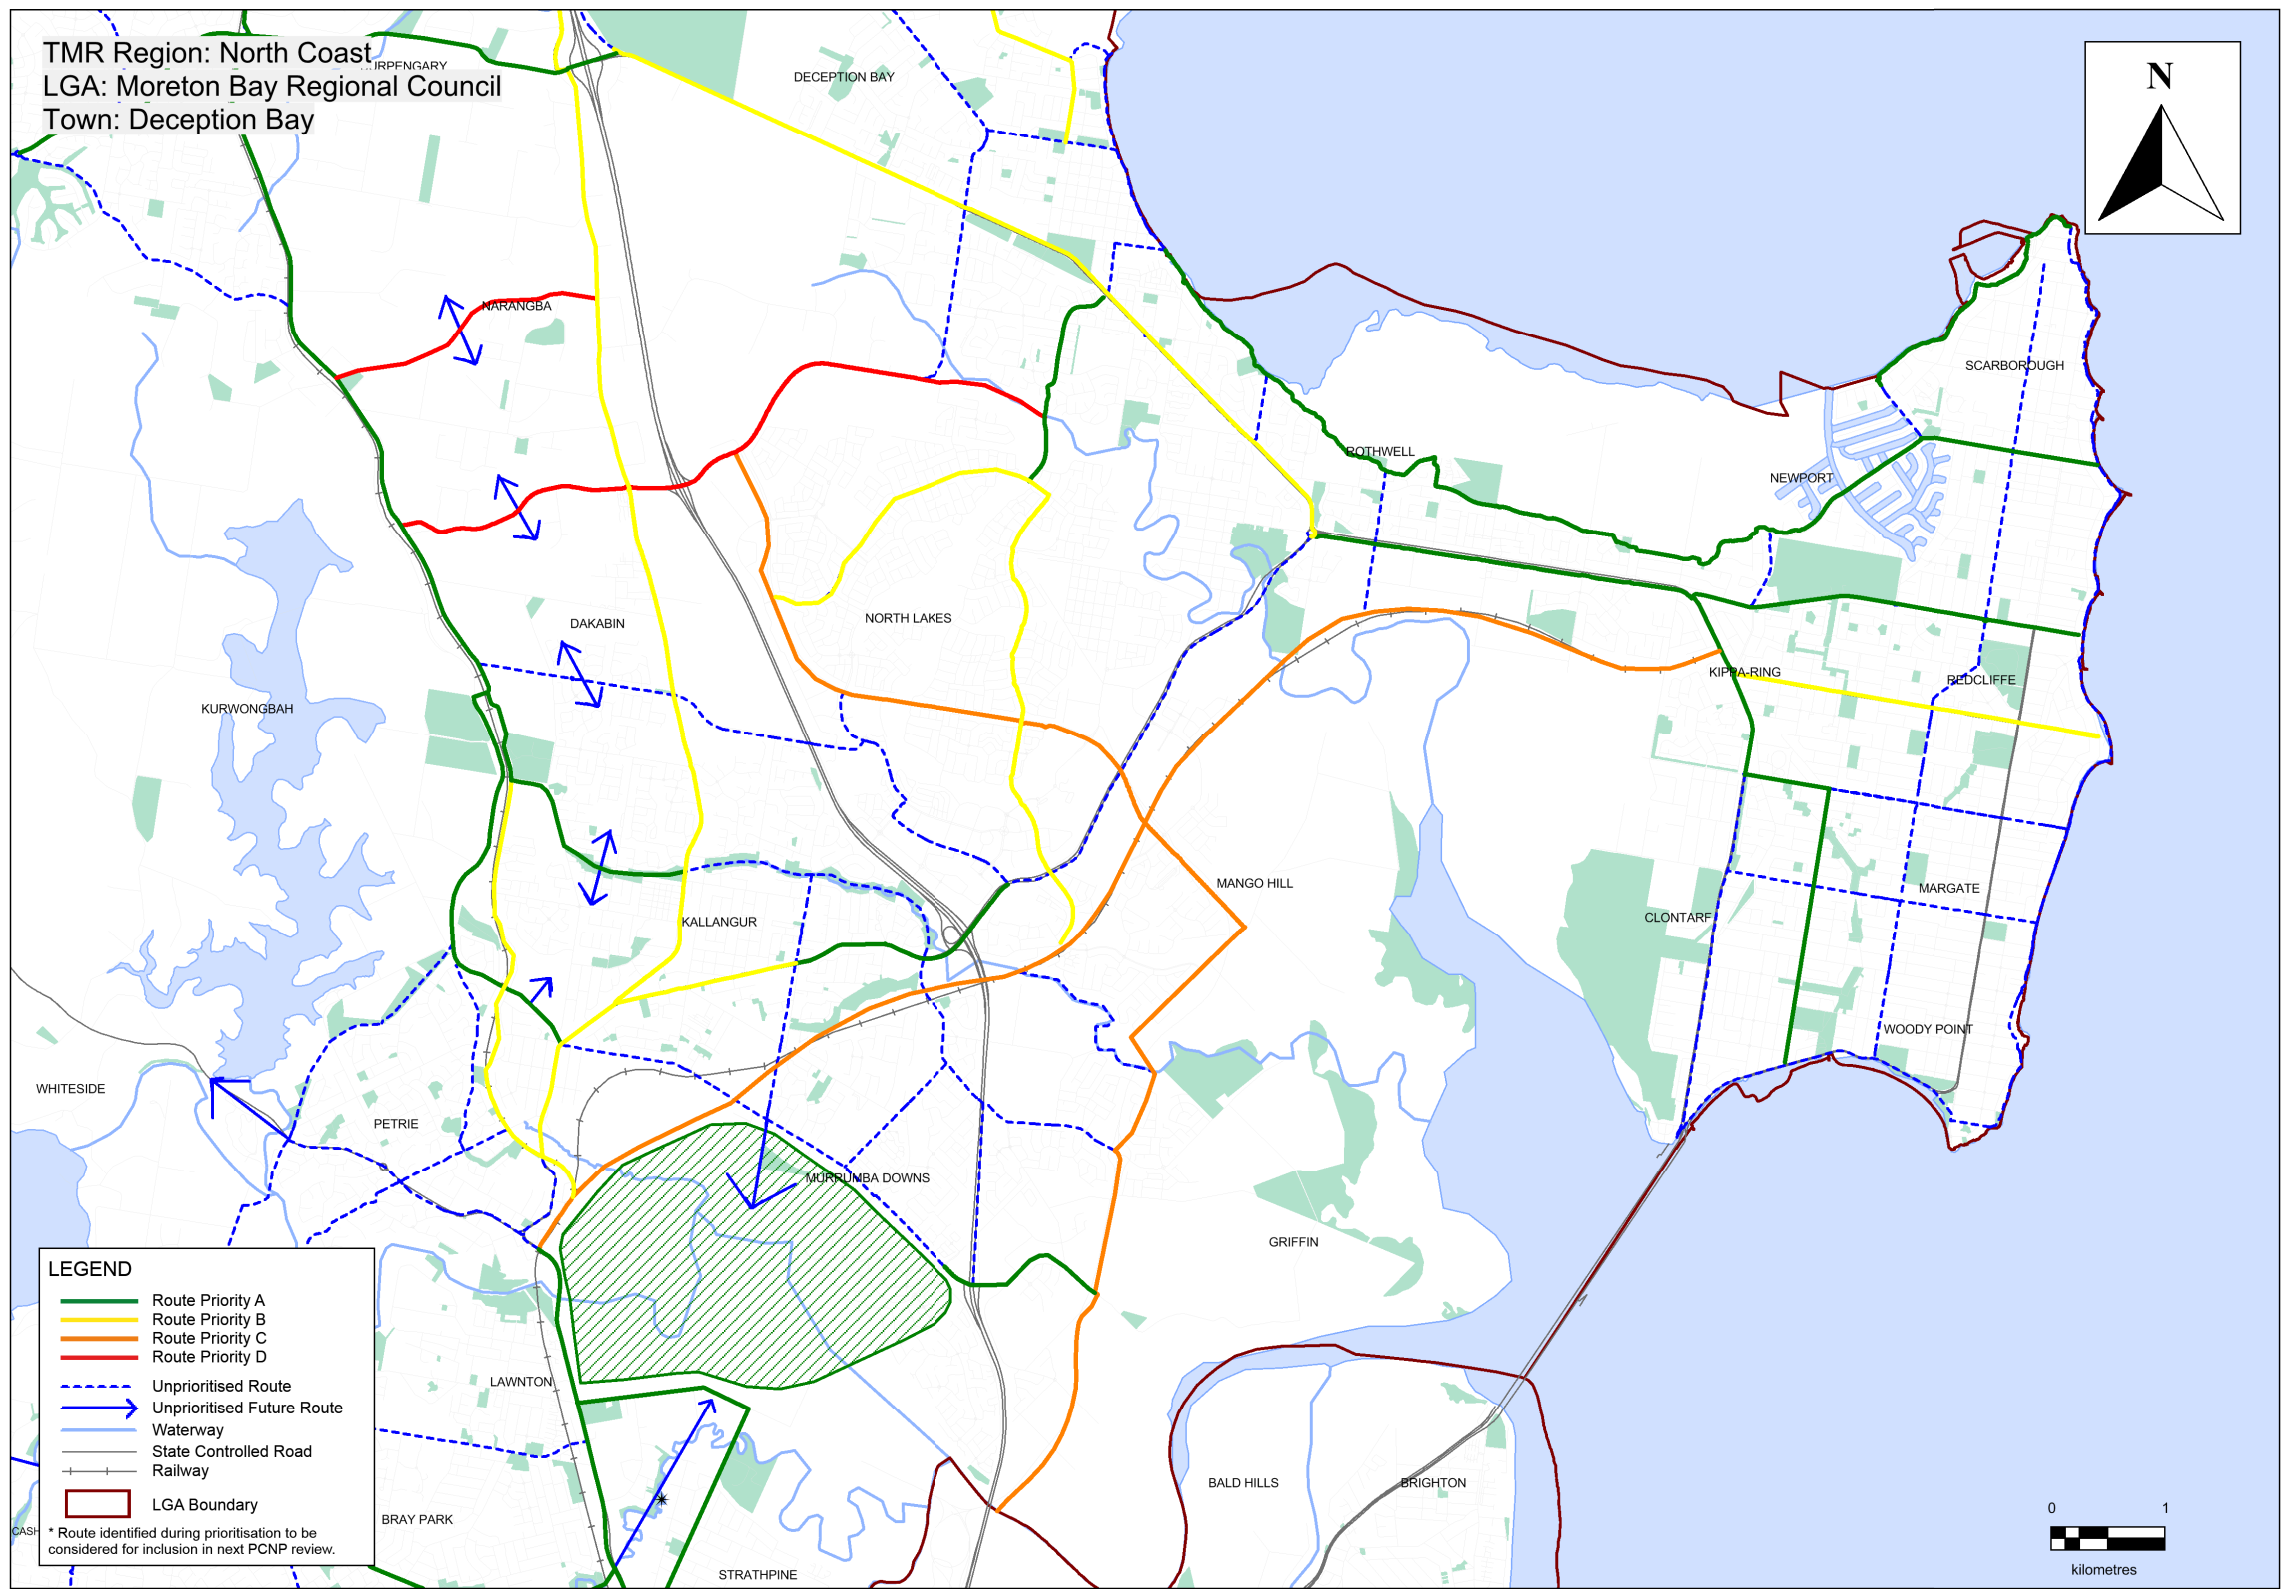 TMR Region: North Coast
LGA: Moreton Bay Regional Council
Town: Deception Bay
DECEPTION BAY
N
NARANGBA
SCARBOROUGH
ROTHWELL
NEWPORT
DAKABIN
NORTH LAKES
KURWONGBAH
KIPPA-RING
REDCLIFFE
MANGO HILL
MARGATE
CLONTARF
KALLANGUR
WOODY POINT
WHITESIDE
PETRIE
MURRUMBA DOWNS
GRIFFIN
LEGEND
Route Priority A
Route Priority B
Route Priority C
Route Priority D
Unprioritised Route
Unprioritised Future Route
Waterway
State Controlled Road
Railway
LGA Boundary
* Route identified during prioritisation to be
considered for inclusion in next PCNP review.
LAWNTON
BALD HILLS
BRIGHTON
BRAY PARK
CASH
STRATHPINE
0 1
kilometres